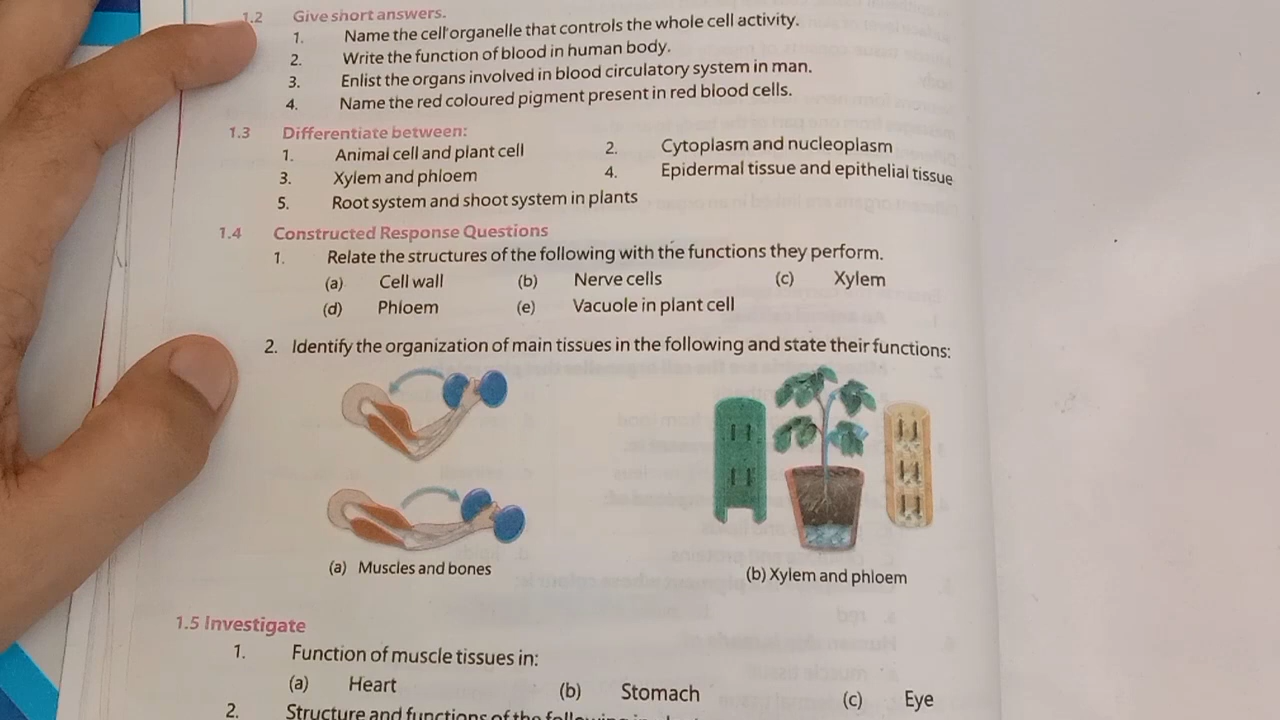 1.2 Give short answers.
1. Name the cell organelle that controls the whole cell activity.
2. Write the function of blood in human body.
3. Enlist the organs involved in blood circulatory system in man.
4. Name the red coloured pigment present in red blood cells.
1.3 Differentiate between:
1. Animal cell and plant cell 2. Cytoplasm and nucleoplasm
3. Xylem and phloem 4. Epidermal tissue and epithelial tissue
5. Root system and shoot system in plants
1.4 Constructed Response Questions
1. Relate the structures of the following with the functions they perform.
(a) Cell wall (b) Nerve cells (c) Xylem
(d) Phloem (e) Vacuole in plant cell
2. Identify the organization of main tissues in the following and state their functions:
(a) Muscles and bones (b) Xylem and phloem
1.5 Investigate
1. Function of muscle tissues in:
(a) Heart (b) Stomach (c) Eye
2. Structure and functions of the following in